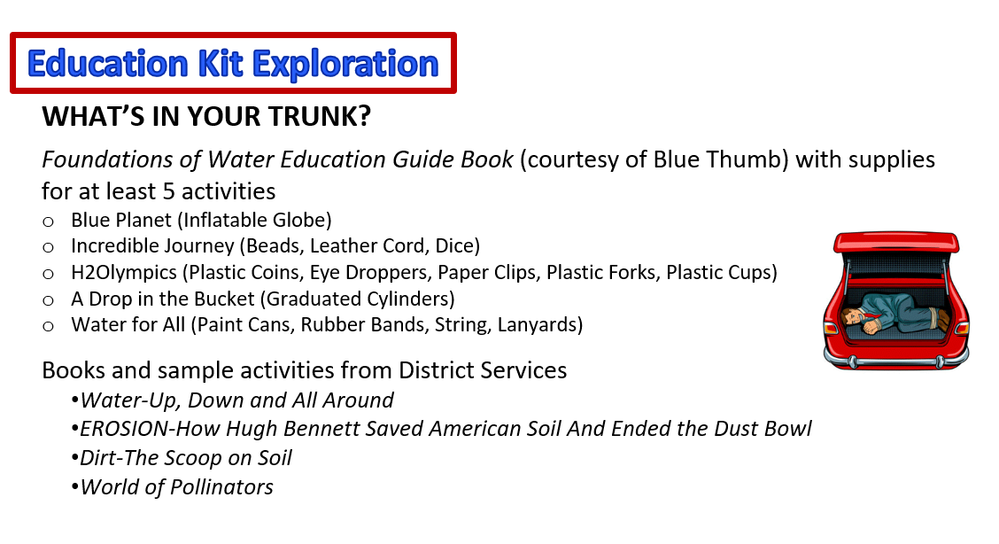 Education Kit Exploration
WHAT’S IN YOUR TRUNK?
Foundations of Water Education Guide Book (courtesy of Blue Thumb) with supplies
for at least 5 activities
o Blue Planet (Inflatable Globe)
o Incredible Journey (Beads, Leather Cord, Dice)
o H2Olympics (Plastic Coins, Eye Droppers, Paper Clips, Plastic Forks, Plastic Cups)
o A Drop in the Bucket (Graduated Cylinders)
o Water for All (Paint Cans, Rubber Bands, String, Lanyards)
Books and sample activities from District Services
•Water-Up, Down and All Around
•EROSION-How Hugh Bennett Saved American Soil And Ended the Dust Bowl
•Dirt-The Scoop on Soil
•World of Pollinators